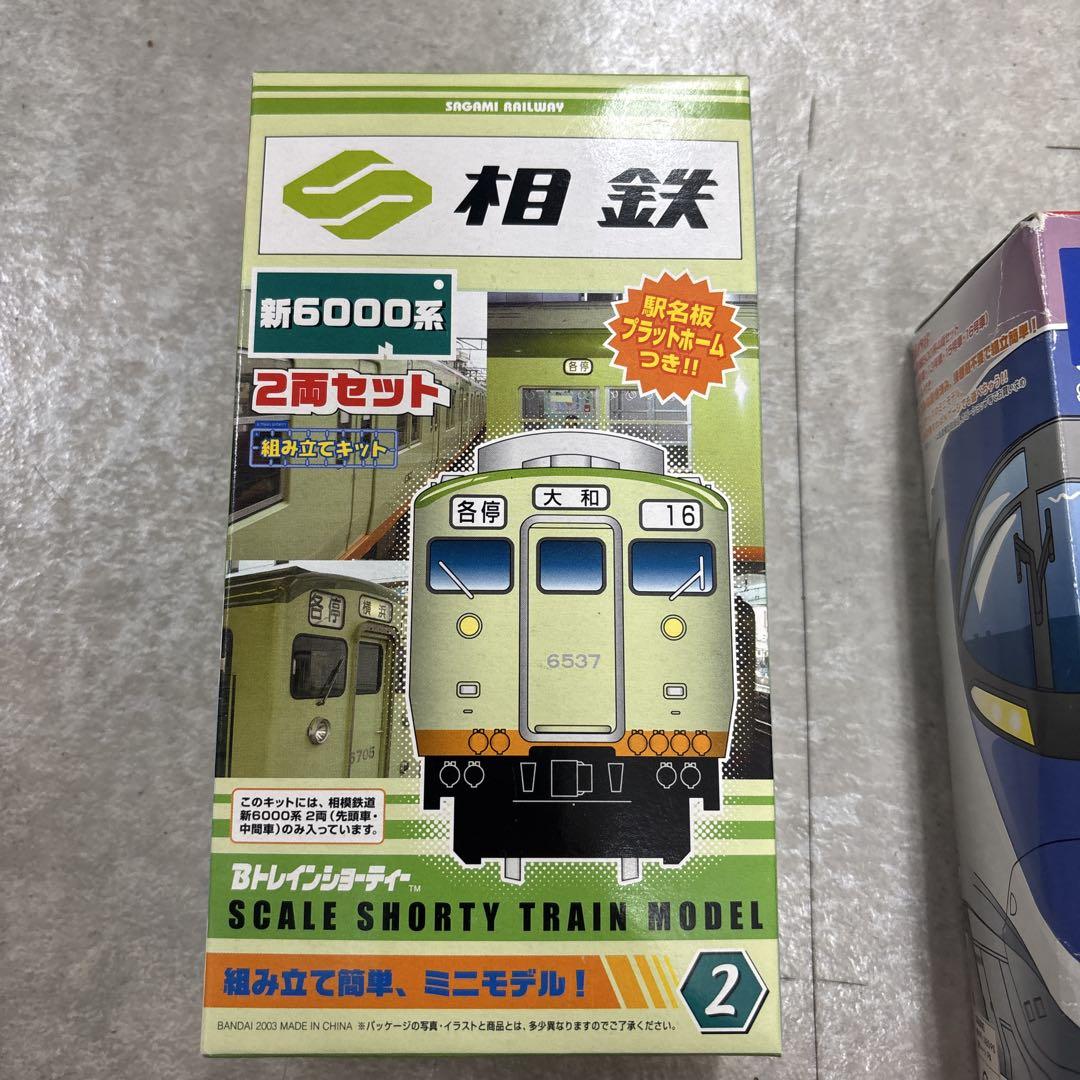 SAGAMI RAILWAY
相鉄
新6000系
2両セット
組み立てキット
駅名板
プラットホーム
つき!!
各停
各停
大和
16
6537
各停
横浜
6705
このキットには、相模鉄道
新6000系 2両(先頭車・
中間車)のみ入っています。
Bトレインショーティー™
SCALE SHORTY TRAIN MODEL
組み立て簡単、ミニモデル!
2
BANDAI 2003 MADE IN CHINA ※パッケージの写真・イラストと商品とは、多少異なりますのでご了承ください。